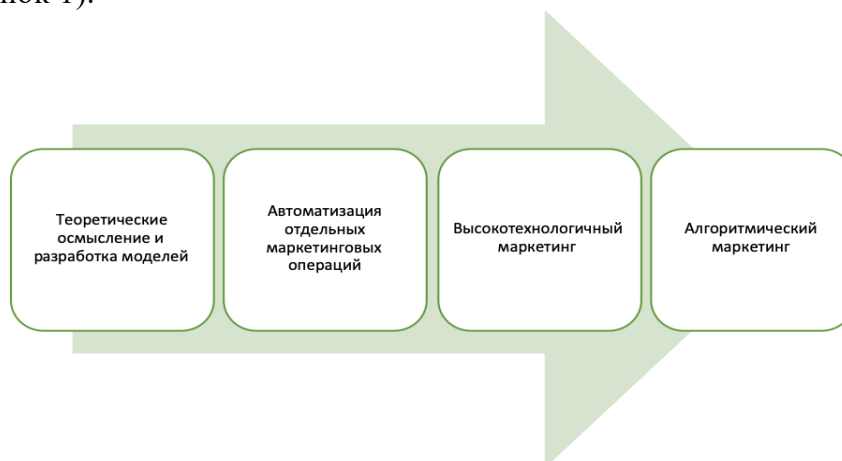 нок 1).
Теоретические
осмысление и
разработка моделей
Автоматизация
отдельных
маркетинговых
операций
Высокотехнологичный
маркетинг
Алгоритмический
маркетинг